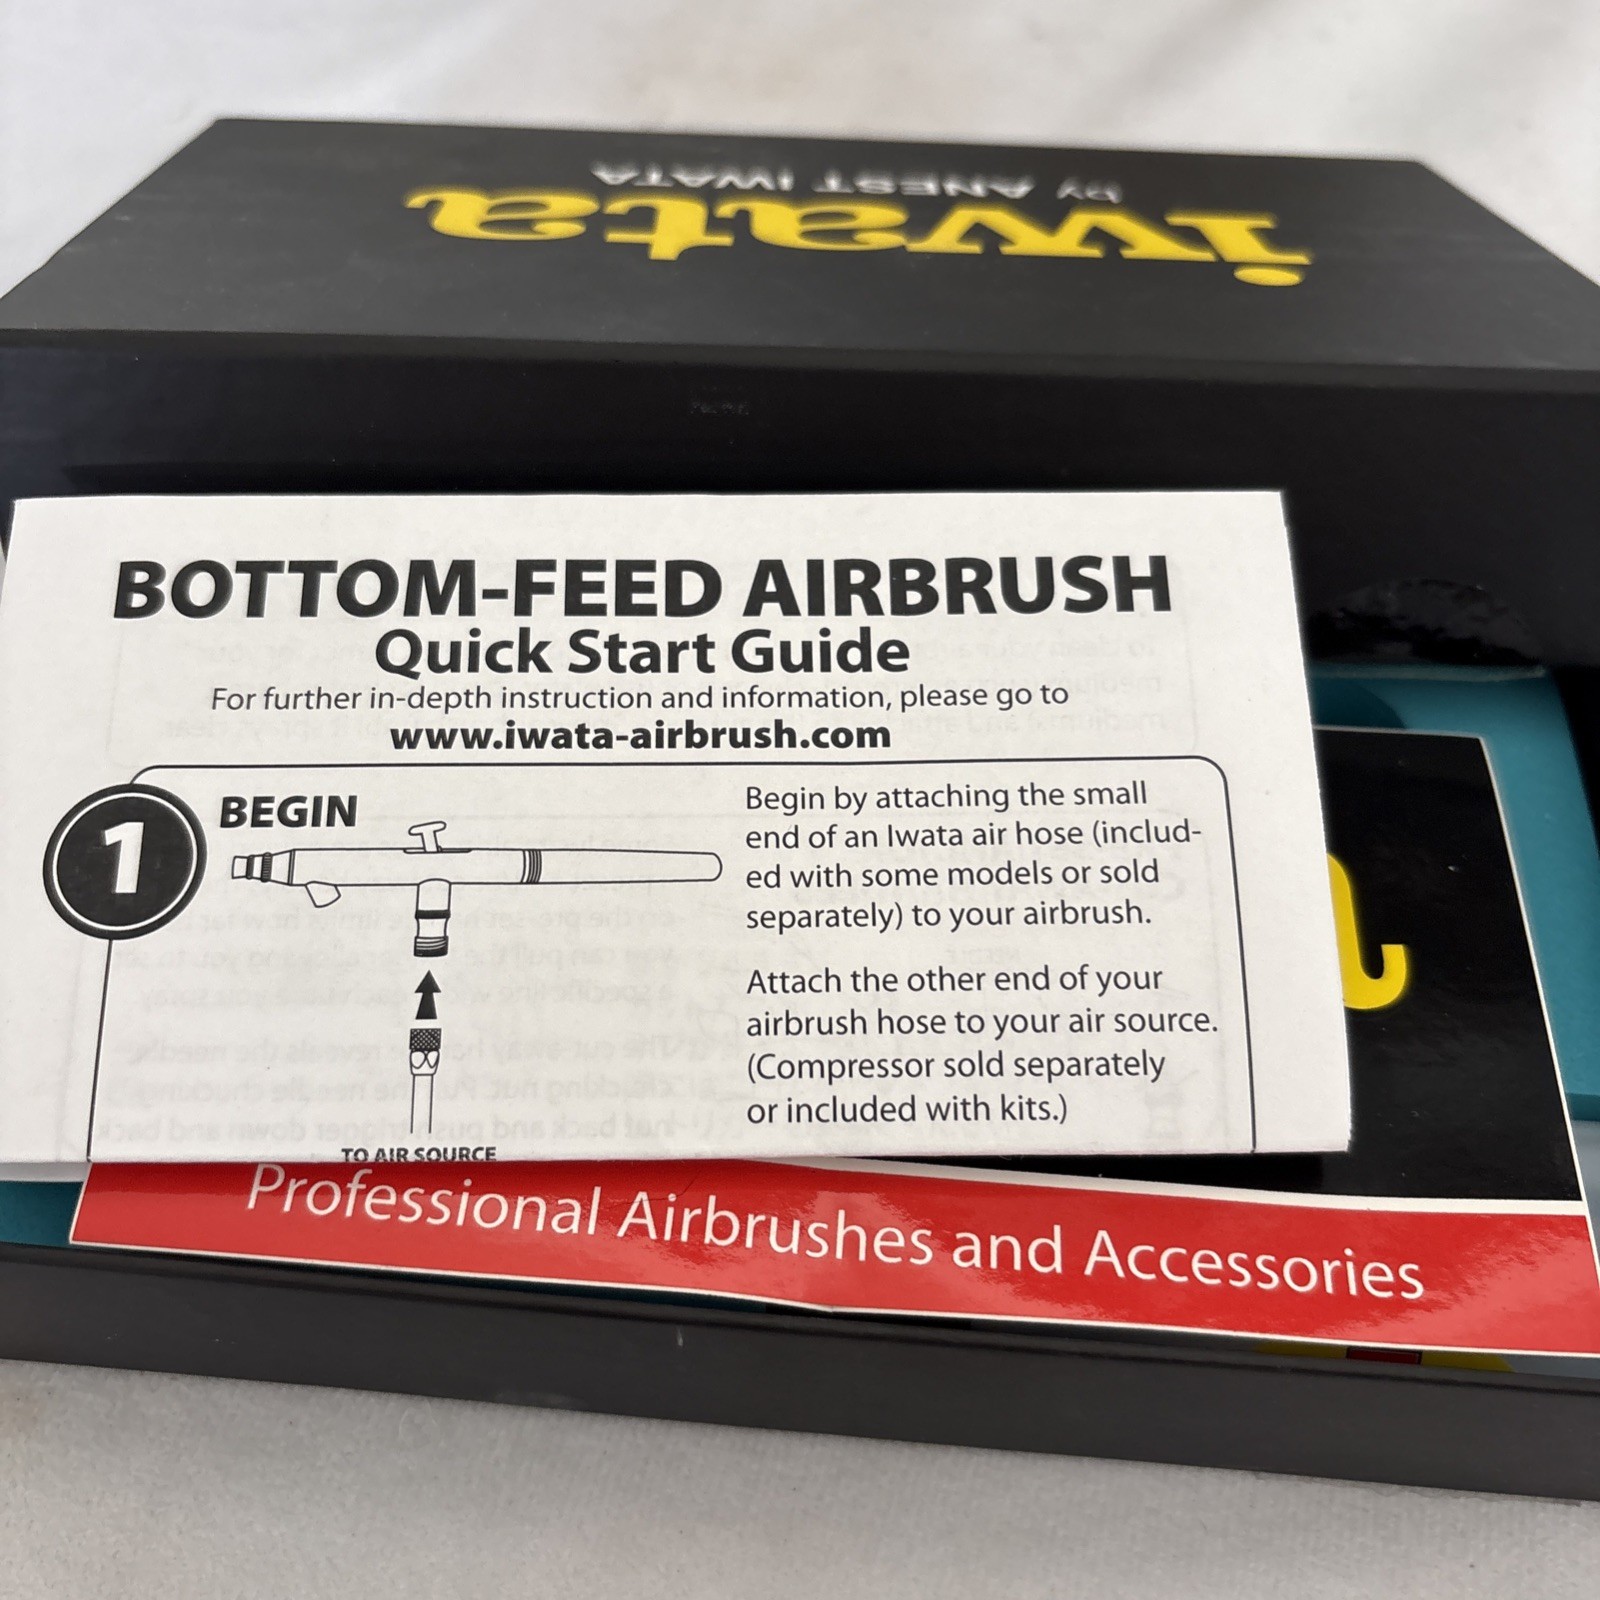 iwata
by ANEST IWATA
BOTTOM-FEED AIRBRUSH
Quick Start Guide
For further in-depth instruction and information, please go to
www.iwata-airbrush.com
1
BEGIN
Begin by attaching the small
end of an Iwata air hose (includ-
ed with some models or sold
separately) to your airbrush.
Attach the other end of your
airbrush hose to your air source.
(Compressor sold separately
or included with kits.)
TO AIR SOURCE
Professional Airbrushes and Accessories